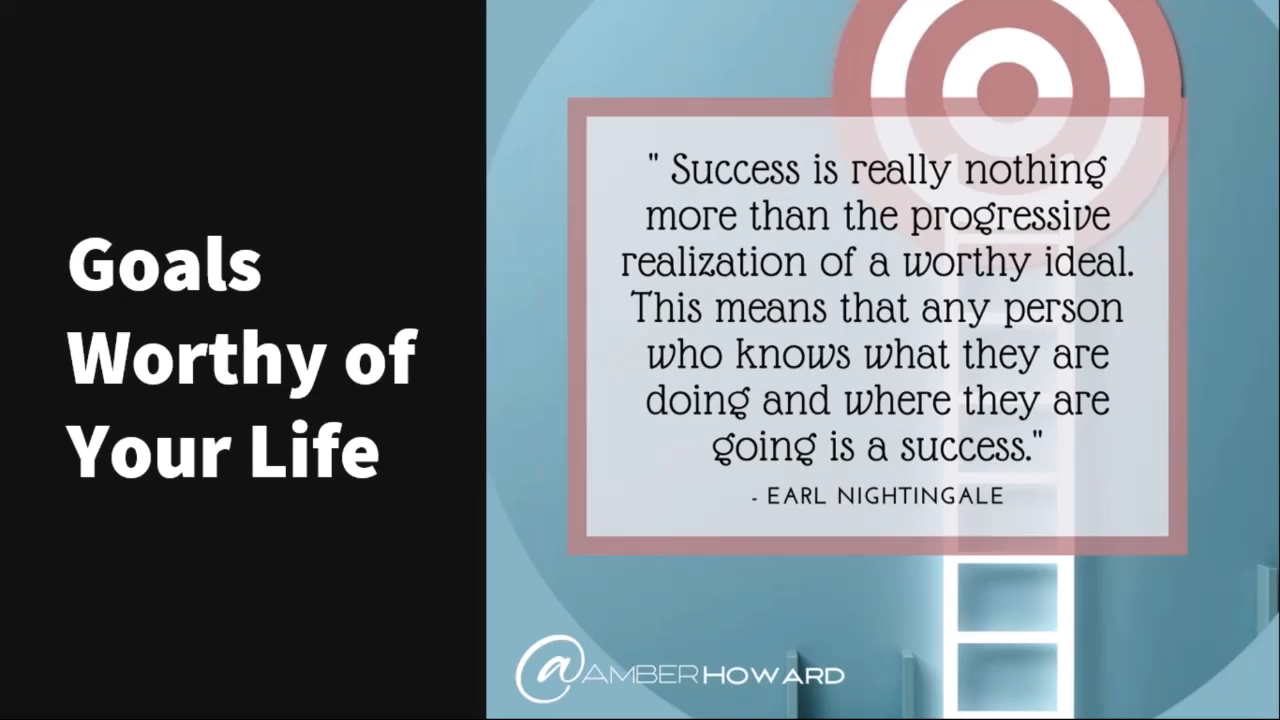 Goals
Worthy of
Your Life
" Success is really nothing
more than the progressive
realization of a worthy ideal.
This means that any person
who knows what they are
doing and where they are
going is a success."
- EARL NIGHTINGALE
@AMBERHOWARD